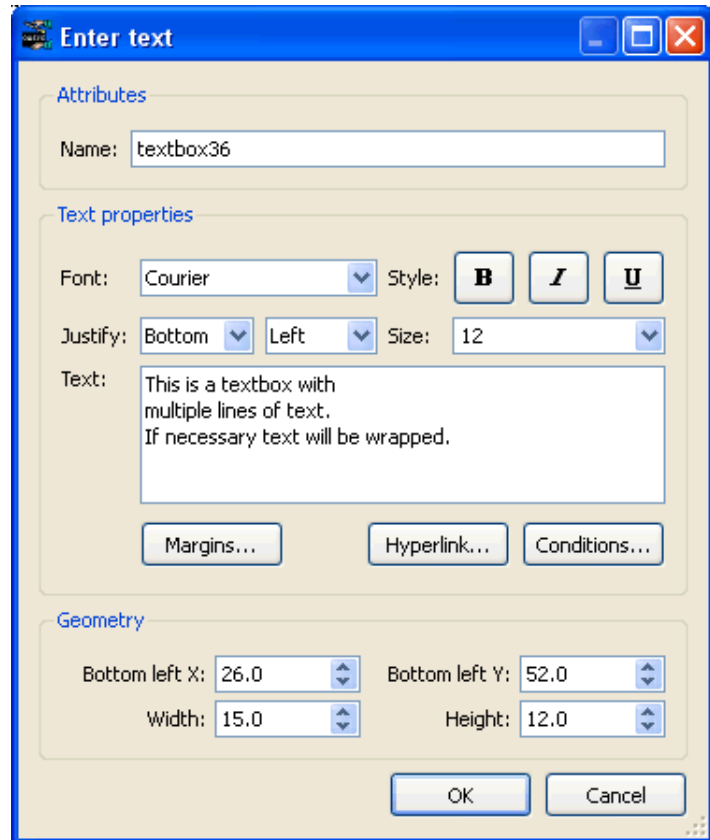 Enter text
Attributes
Name: textbox36
Text properties
Font: Courier Style: B I U
Justify: Bottom Left Size: 12
Text: This is a textbox with
multiple lines of text.
If necessary text will be wrapped.
Margins... Hyperlink... Conditions...
Geometry
Bottom left X: 26.0 Bottom left Y: 52.0
Width: 15.0 Height: 12.0
OK Cancel